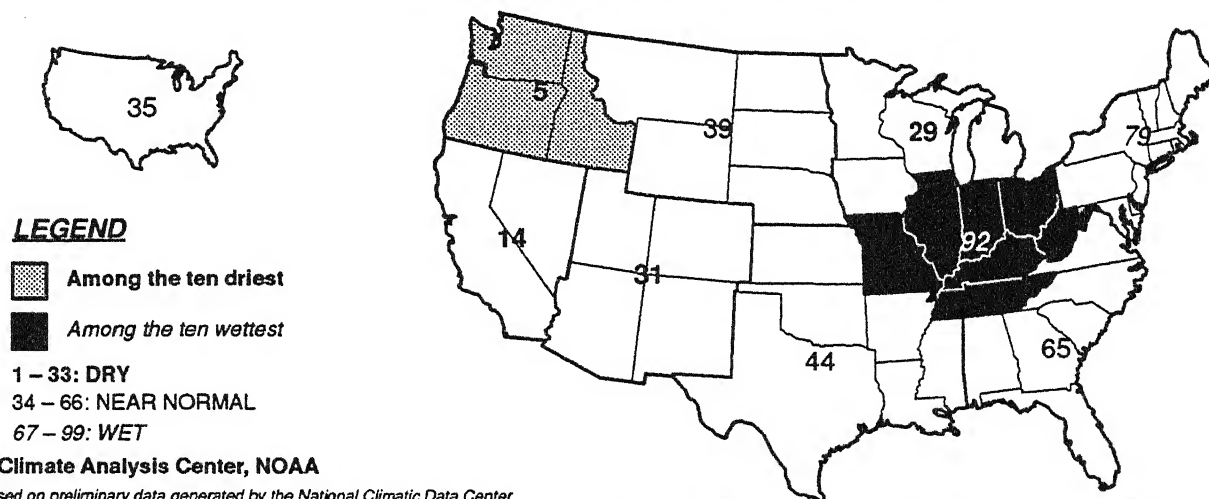 35
LEGEND
Among the ten driest
Among the ten wettest
1 – 33: DRY
34 – 66: NEAR NORMAL
67 – 99: WET
Climate Analysis Center, NOAA
sed on preliminary data generated by the National Climatic Data Center
5
39
29
79
14
31
92
44
65